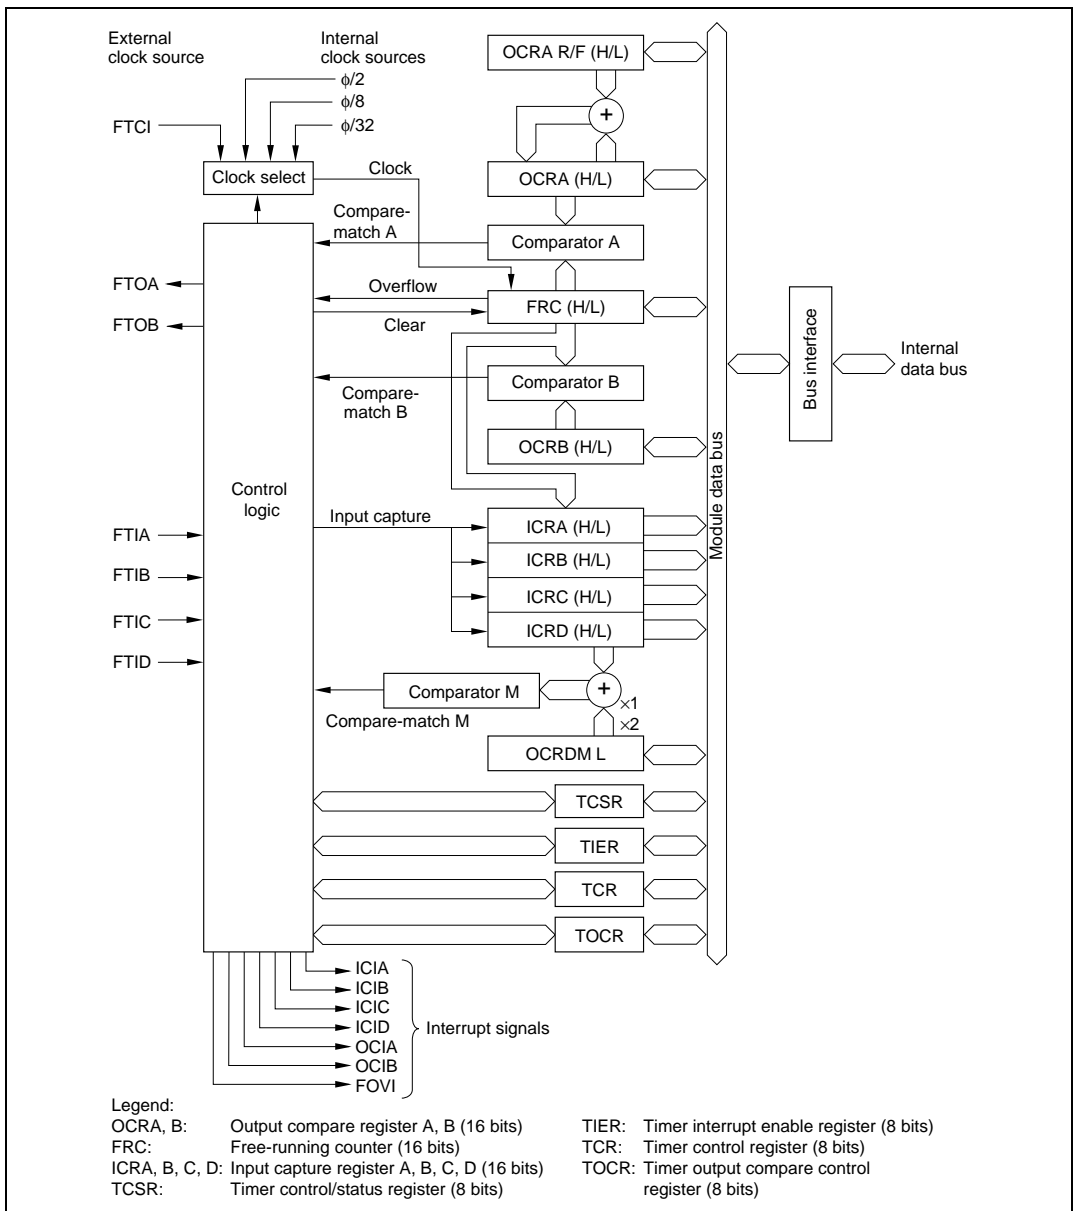 External
clock source
Internal
clock sources
ϕ/2
ϕ/8
ϕ/32
FTCI
Clock select
Clock
OCRA R/F (H/L)
+
OCRA (H/L)
Compare-
match A
Comparator A
FTOA
Overflow
FRC (H/L)
FTOB
Clear
Compare-
match B
Comparator B
OCRB (H/L)
Module data bus
Bus interface
Internal
data bus
Control
logic
Input capture
ICRA (H/L)
ICRB (H/L)
ICRC (H/L)
ICRD (H/L)
FTIA
FTIB
FTIC
FTID
+
×1
×2
Comparator M
Compare-match M
OCRDM L
TCSR
TIER
TCR
TOCR
ICIA
ICIB
ICIC
ICID
OCIA
OCIB
FOVI
Interrupt signals
Legend:
OCRA, B: Output compare register A, B (16 bits)
FRC: Free-running counter (16 bits)
ICRA, B, C, D: Input capture register A, B, C, D (16 bits)
TCSR: Timer control/status register (8 bits)
TIER: Timer interrupt enable register (8 bits)
TCR: Timer control register (8 bits)
TOCR: Timer output compare control
register (8 bits)